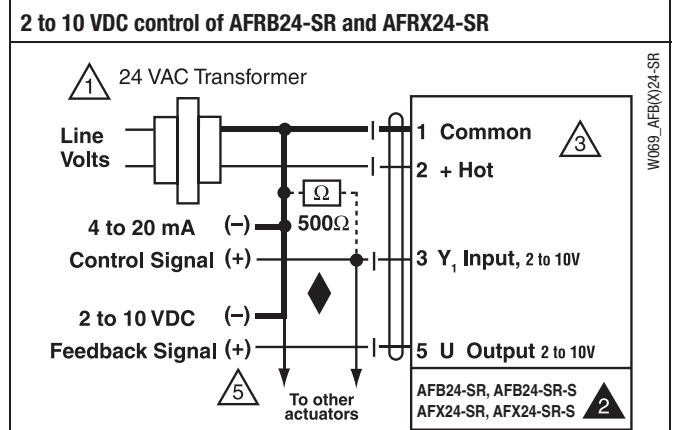 2 to 10 VDC control of AFRB24-SR and AFRX24-SR
1 24 VAC Transformer
W069_AFB(X)24-SR
Line
Volts
1 Common
3
2 + Hot
Ω
500Ω
4 to 20 mA (–)
Control Signal (+)
3 Y₁ Input, 2 to 10V
2 to 10 VDC (–)
Feedback Signal (+)
5 U Output 2 to 10V
5
To other
actuators
AFB24-SR, AFB24-SR-S
AFX24-SR, AFX24-SR-S
2